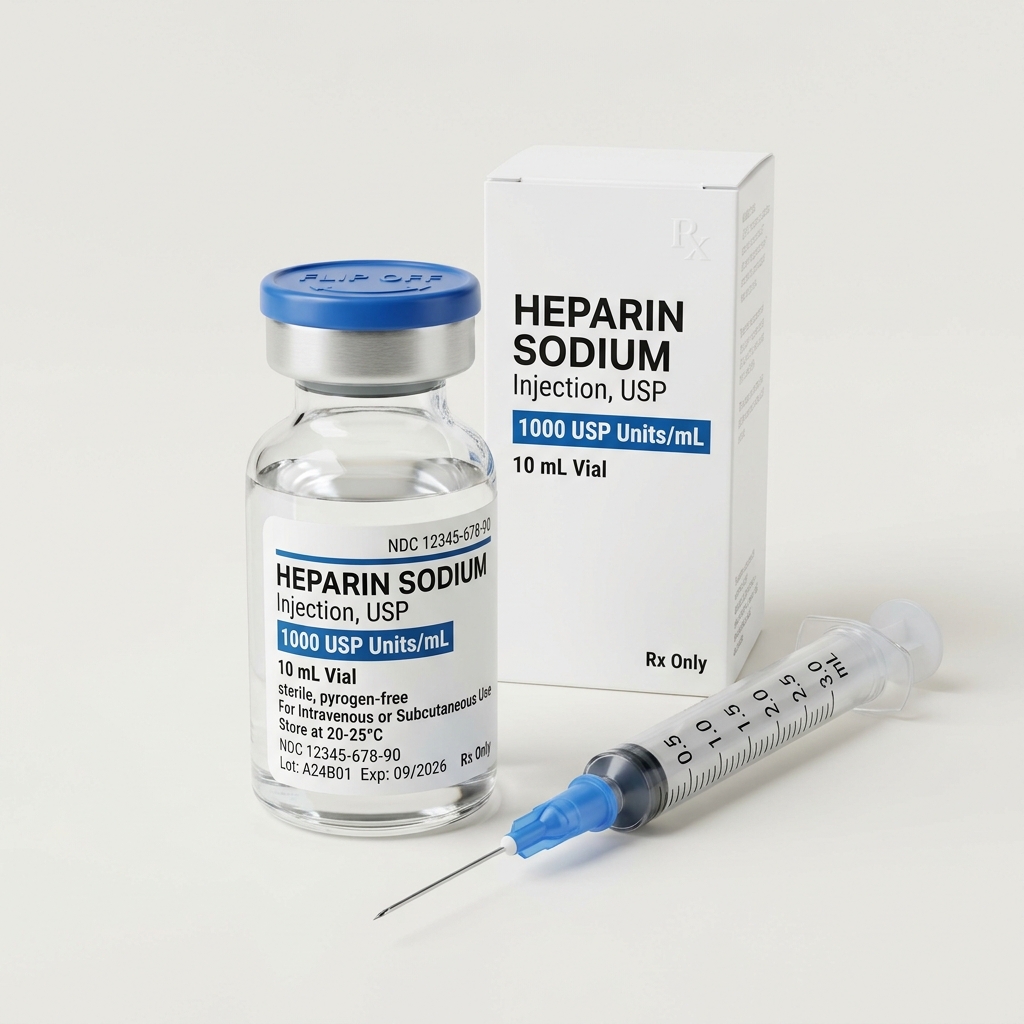 FLIP OFF
NDC 12345-678-90
HEPARIN SODIUM
Injection, USP
1000 USP Units/mL
10 mL Vial
sterile, pyrogen-free
For Intravenous or Subcutaneous Use
Store at 20-25°C
NDC 12345-678-90
Lot: A24B01 Exp: 09/2026
Rx Only
Rx
HEPARIN
SODIUM
Injection, USP
1000 USP Units/mL
10 mL Vial
Rx Only
0.5
1.0
1.5
2.0
2.5
3.0
mL